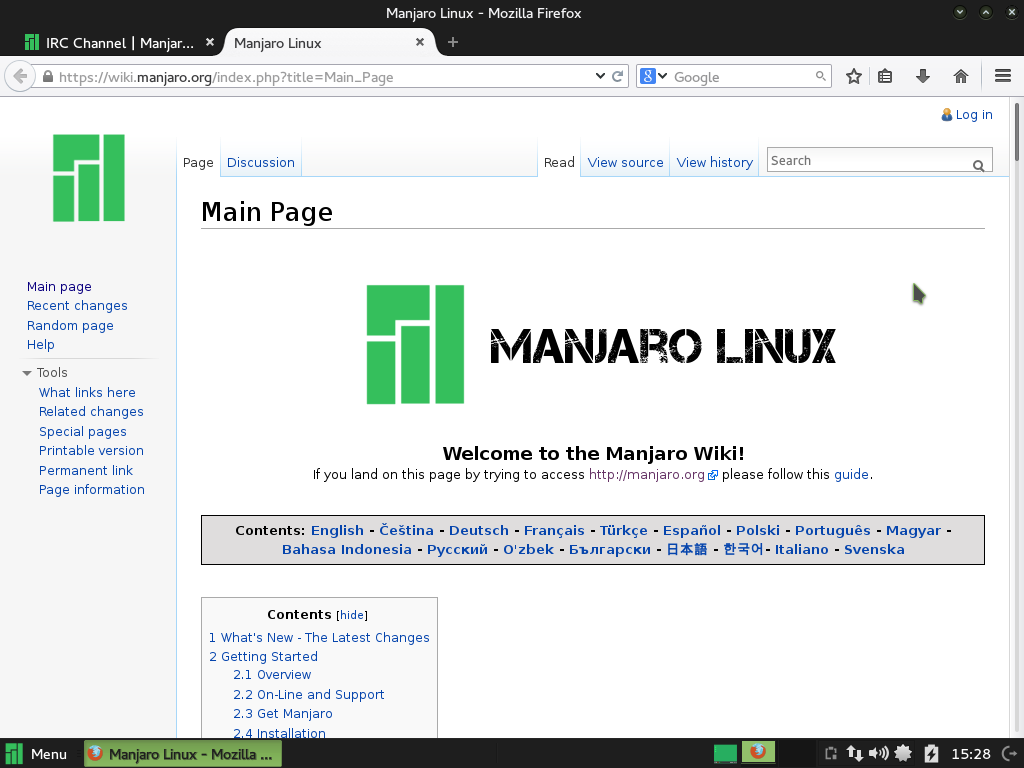 Manjaro Linux - Mozilla Firefox
IRC Channel | Manjar...
Manjaro Linux
https://wiki.manjaro.org/index.php?title=Main_Page
Google
Log in
Page
Discussion
Read
View source
View history
Search
Main Page
Main page
Recent changes
Random page
Help
Tools
What links here
Related changes
Special pages
Printable version
Permanent link
Page information
MANJARO LINUX
Welcome to the Manjaro Wiki!
If you land on this page by trying to access http://manjaro.org please follow this guide.
Contents: English - Čeština - Deutsch - Français - Türkçe - Español - Polski - Português - Magyar -
Bahasa Indonesia - Русский - O'zbek - Български - 日本語 - 한국어- Italiano - Svenska
Contents [hide]
1 What's New - The Latest Changes
2 Getting Started
2.1 Overview
2.2 On-Line and Support
2.3 Get Manjaro
2.4 Installation
Menu
Manjaro Linux - Mozilla ...
15:28